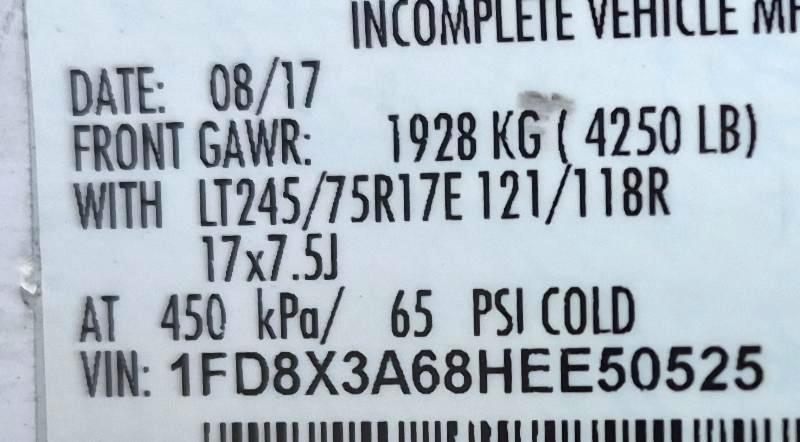 INCOMPLETE VEHICLE
DATE: 08/17
FRONT GAWR: 1928 KG ( 4250 LB)
WITH LT245/75R17E 121/118R
17x7.5J
AT 450 kPa/ 65 PSI COLD
VIN: 1FD8X3A68HEE50525